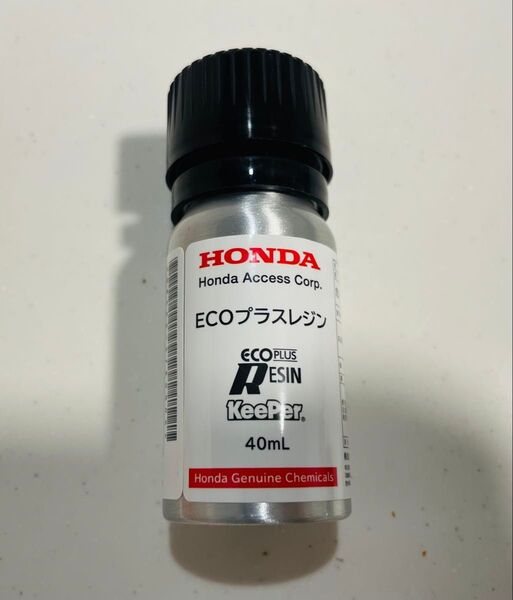 HONDA
Honda Access Corp.
ECOプラスレジン
ECO PLUS
RESIN
KeePer®
40mL
Honda Genuine Chemicals